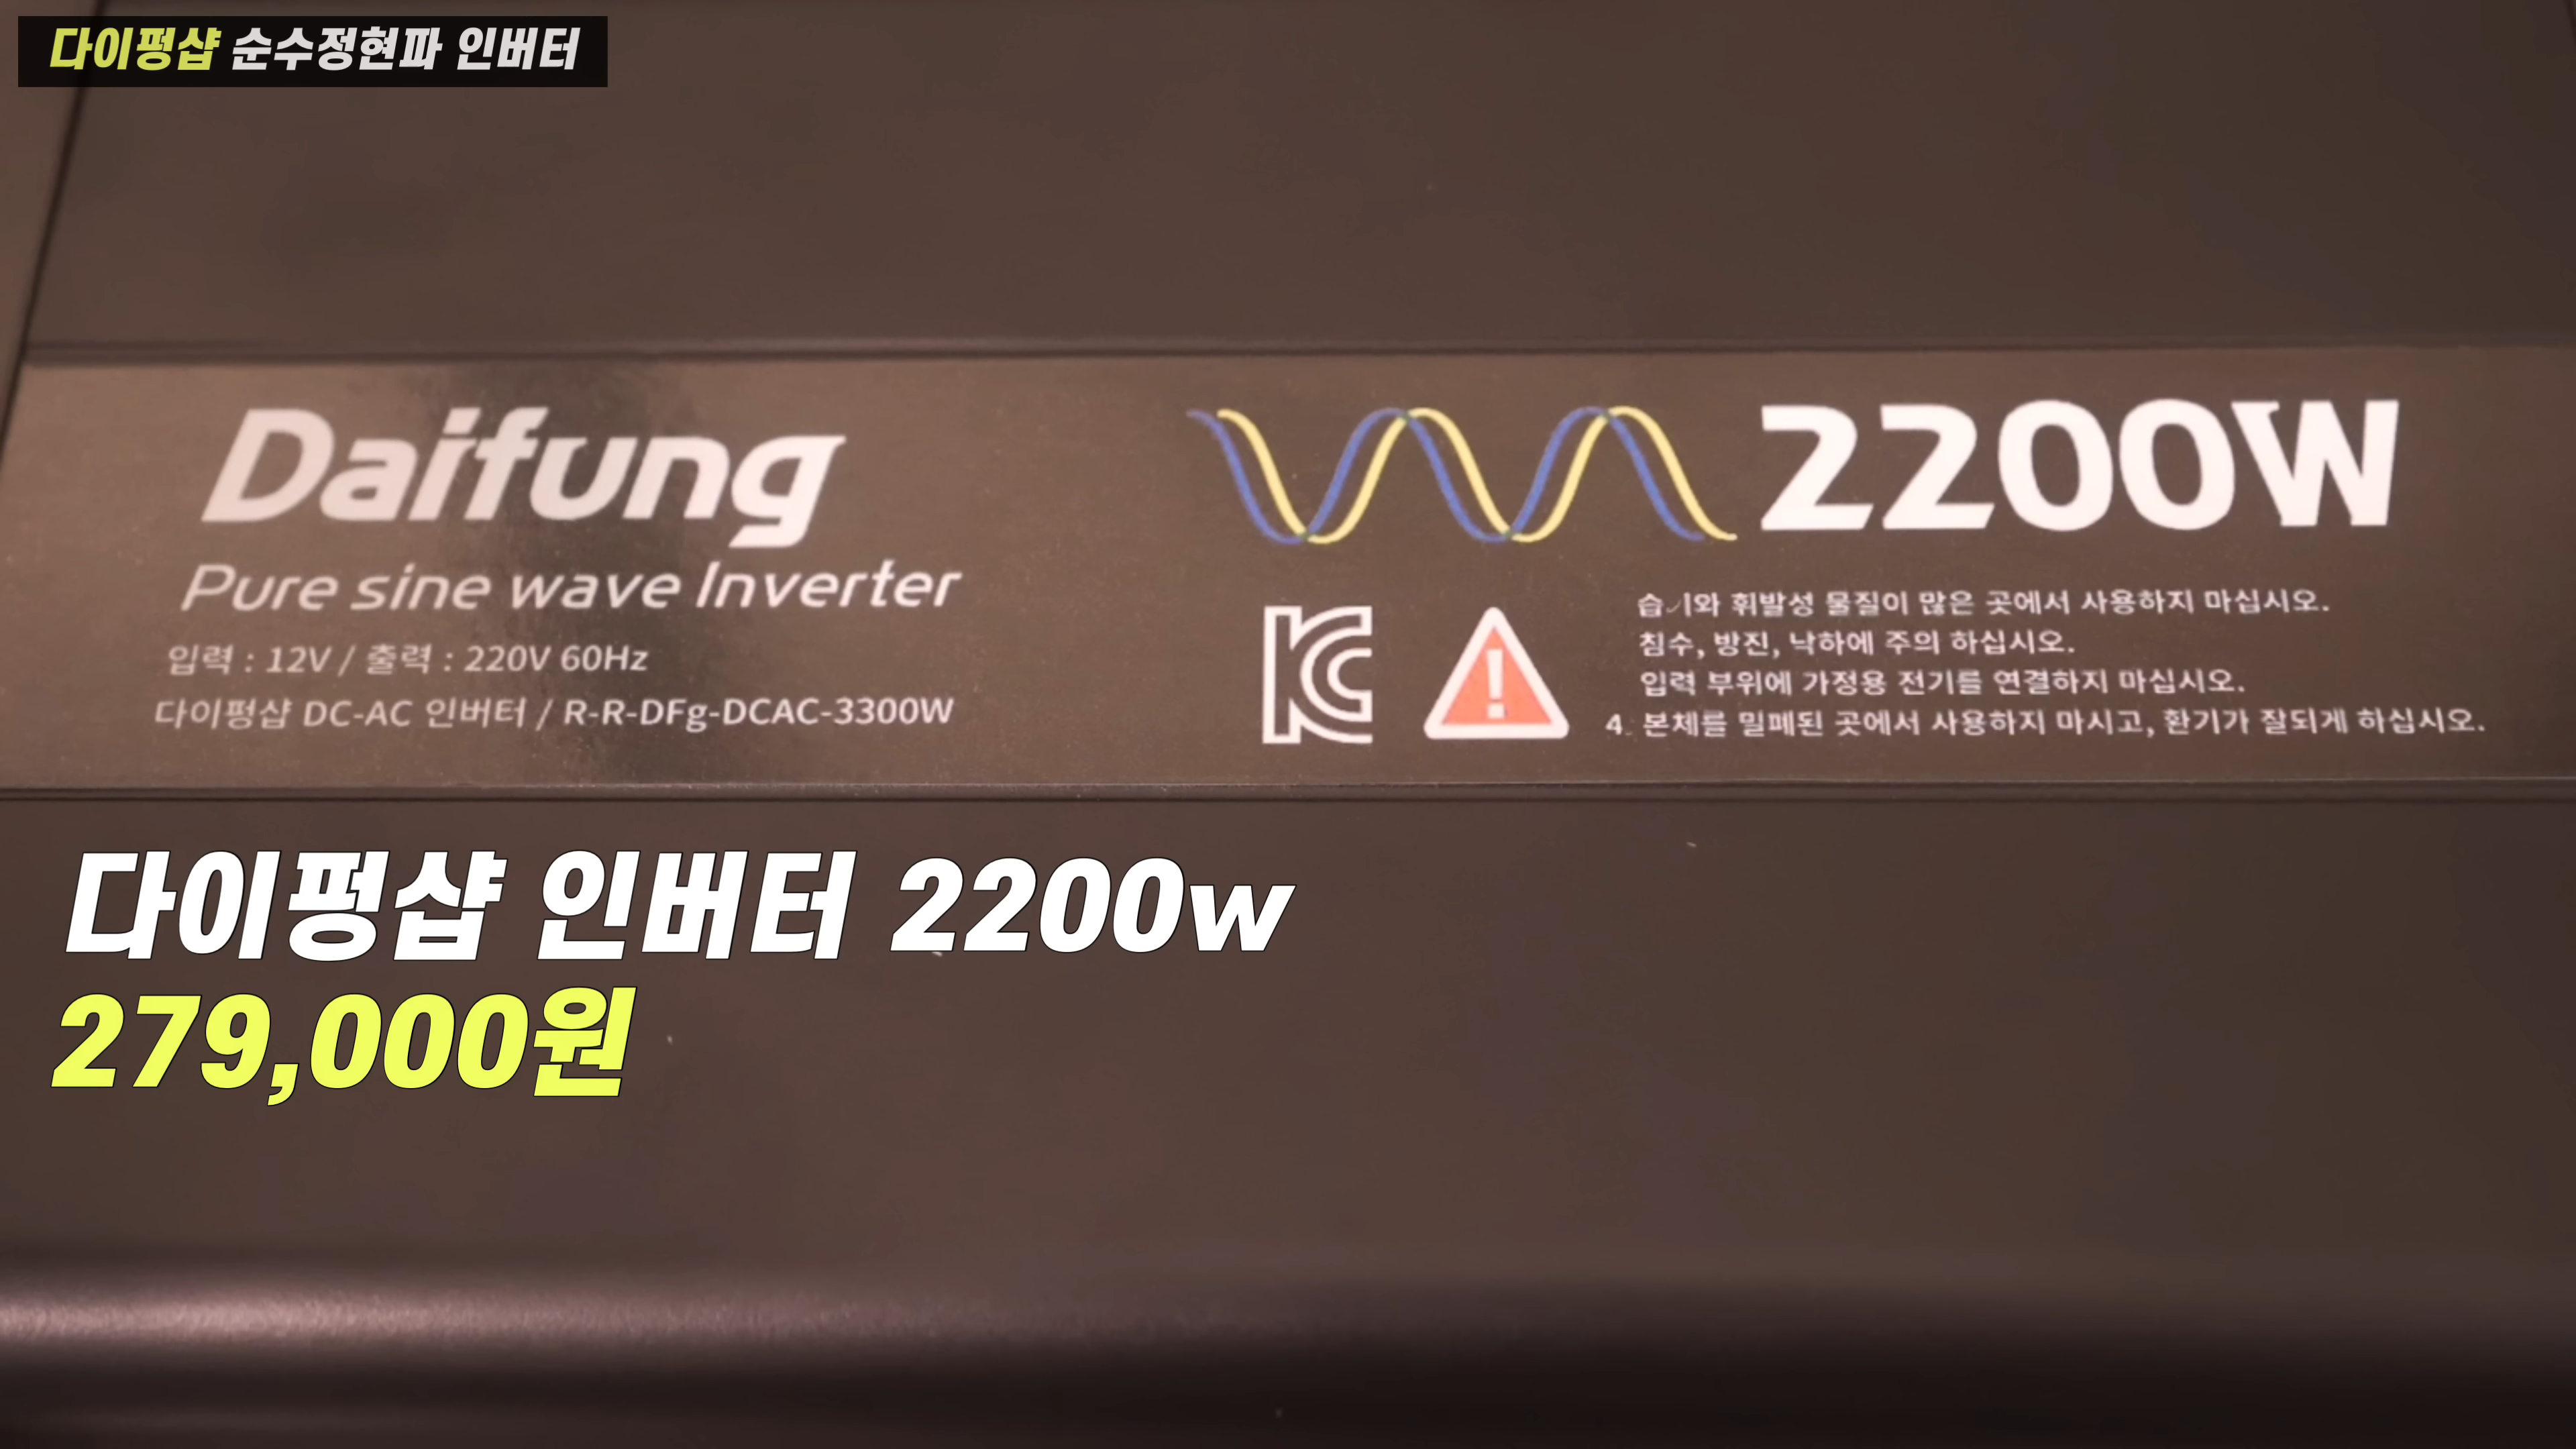 다이펑샵 순수정현파 인버터
Daifung
Pure sine wave Inverter
입력 : 12V / 출력 : 220V 60Hz
다이펑샵 DC-AC 인버터 / R-R-DFg-DCAC-3300W
2200W
휘발성 물질이 많은 곳에서 사용하지 마십시오.
침수, 방진, 낙하에 주의 하십시오.
입력 부위에 가정용 전기를 연결하지 마십시오.
4. 본체를 밀폐된 곳에서 사용하지 마시고, 환기가 잘되게 하십시오.
다이펑샵 인버터 2200w
279,000원